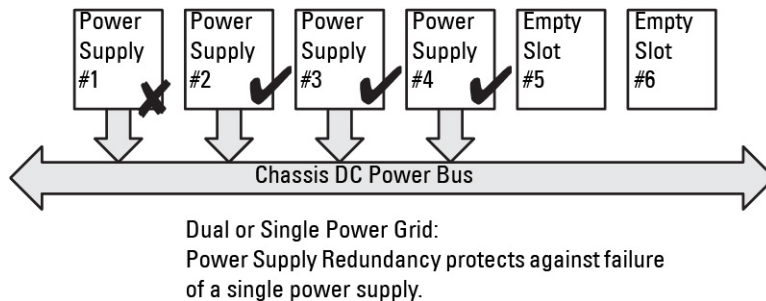 Power Supply #1
Power Supply #2
Power Supply #3
Power Supply #4
Empty Slot #5
Empty Slot #6
Chassis DC Power Bus
Dual or Single Power Grid:
Power Supply Redundancy protects against failure
of a single power supply.